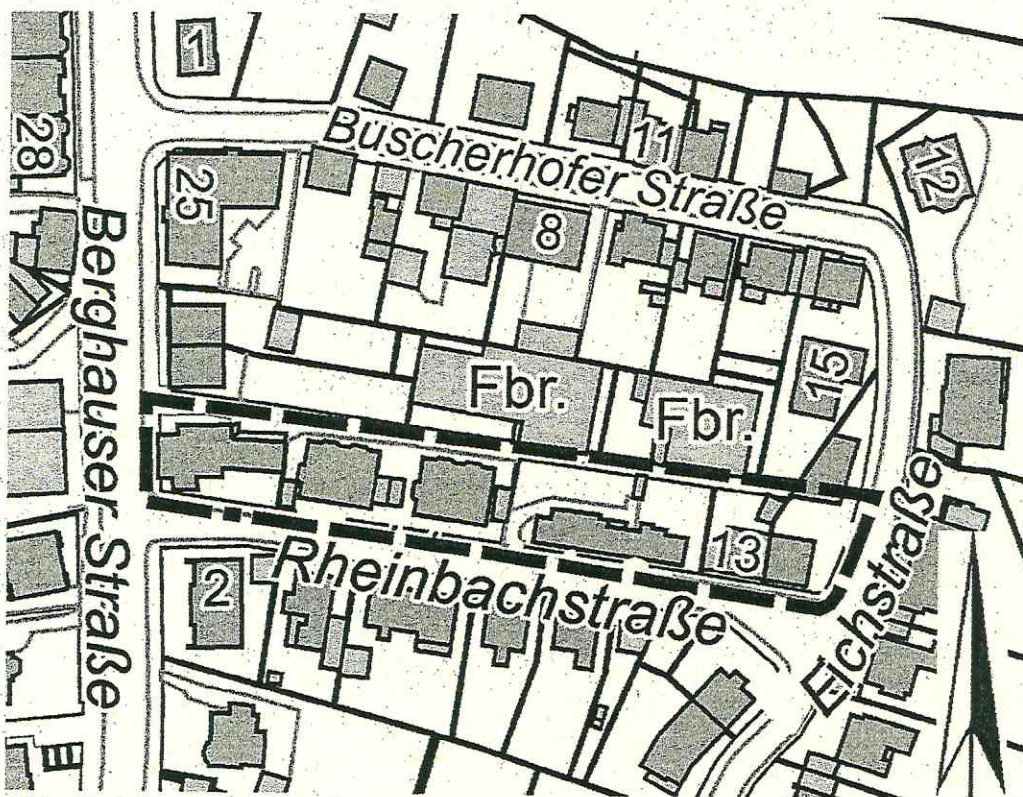 1
28
Buscherhofer Straße
11
12
25
8
Berghauser Straße
15
Fbr.
Fbr.
Eichstraße
13
Rheinbachstraße
2